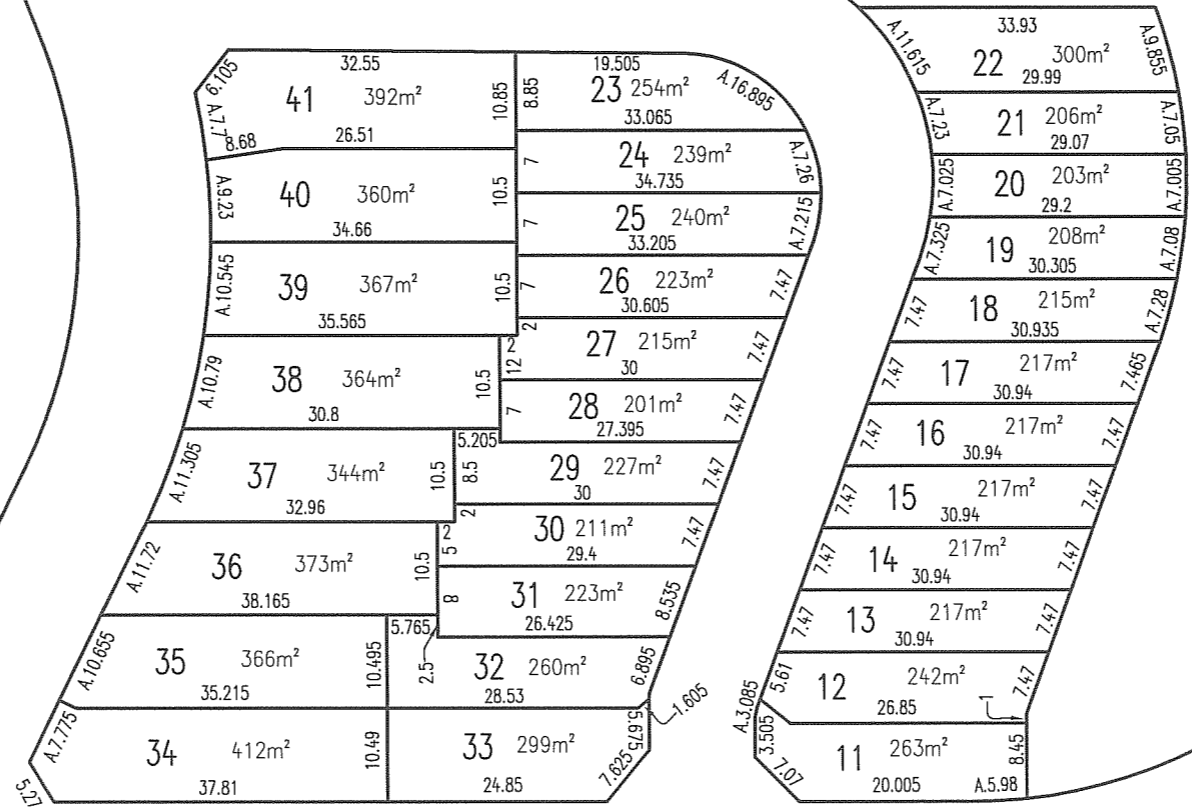 33.93
A.11.615
22 300m²
A.9.855
29.99
9.105
32.55
41 392m²
10.85
A.7.7
8.68
26.51
19.505
8.85
23 254m²
A.16.895
33.065
A.7.23
21 206m²
A.7.05
29.07
7
24 239m²
A.7.26
34.735
A.9.23
40 360m²
10.5
34.66
A.7.025
20 203m²
A.7.005
29.2
7
25 240m²
A.7.215
33.205
A.7.325
19 208m²
A.7.08
30.305
A.10.545
39 367m²
10.5
35.565
7
26 223m²
7.47
30.605
7.47
18 215m²
A.7.28
30.935
2
2
12
27 215m²
7.47
30
7.47
17 217m²
7.465
30.94
A.10.79
38 364m²
10.5
30.8
7
28 201m²
7.47
27.395
7.47
16 217m²
7.47
30.94
5.205
A.11.305
37 344m²
10.5
32.96
8.5
29 227m²
7.47
30
7.47
15 217m²
7.47
30.94
2
2
5
30 211m²
7.47
29.4
7.47
14 217m²
7.47
30.94
A.11.72
36 373m²
10.5
38.165
8
31 223m²
8.535
26.425
7.47
13 217m²
7.47
30.94
5.765
A.10.655
35 366m²
10.495
35.215
2.5
32 260m²
6.895
28.53
1.605
5.61
12 242m²
7.47
26.85
1
A.3.085
A.7.775
34 412m²
10.49
37.81
5.27
33 299m²
5.675
7.625
24.85
3.505
7.07
11 263m²
8.45
20.005
A.5.98